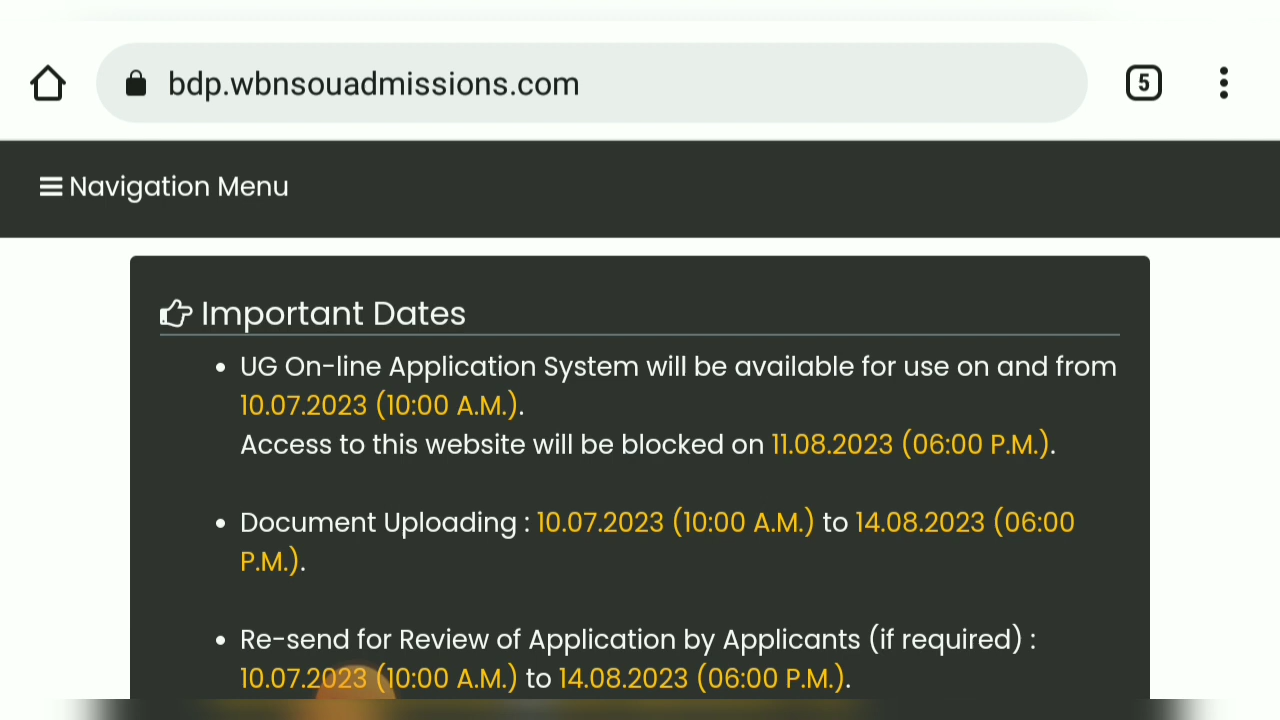 bdp.wbnsouadmissions.com
5
Navigation Menu
Important Dates
• UG On-line Application System will be available for use on and from
10.07.2023 (10:00 A.M.).
Access to this website will be blocked on 11.08.2023 (06:00 P.M.).
• Document Uploading : 10.07.2023 (10:00 A.M.) to 14.08.2023 (06:00
P.M.).
• Re-send for Review of Application by Applicants (if required) :
10.07.2023 (10:00 A.M.) to 14.08.2023 (06:00 P.M.).